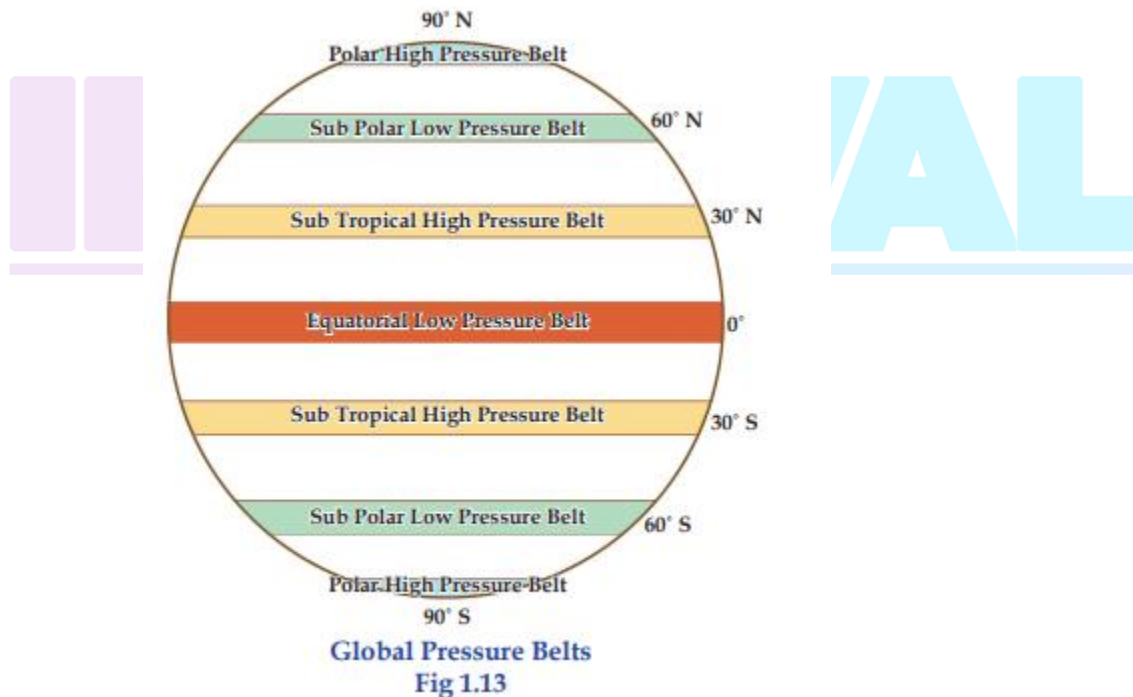 90° N
Polar High Pressure Belt
Sub Polar Low Pressure Belt
60° N
Sub Tropical High Pressure Belt
30° N
Equatorial Low Pressure Belt
0°
Sub Tropical High Pressure Belt
30° S
Sub Polar Low Pressure Belt
60° S
Polar High Pressure Belt
90° S
Global Pressure Belts
Fig 1.13